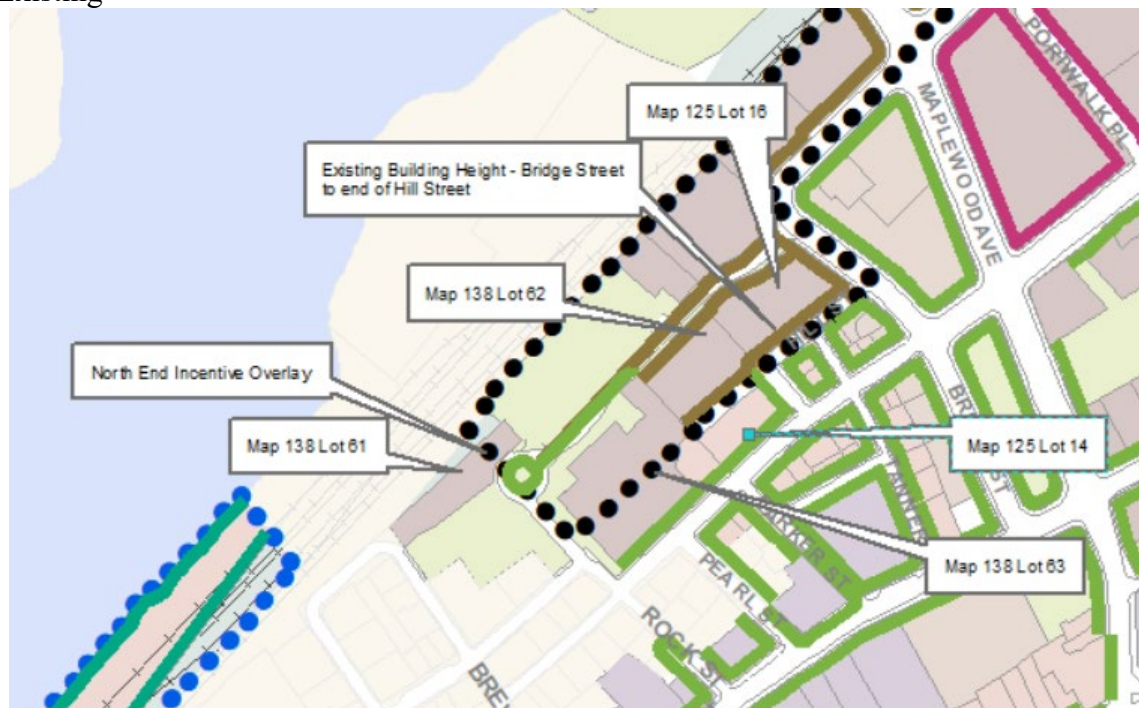 Existing
PORTWALK PL
MAPLEWOOD AVE
Map 125 Lot 16
Existing Building Height - Bridge Street
to end of Hill Street
Map 138 Lot 62
North End Incentive Overlay
Map 138 Lot 61
Map 125 Lot 14
Map 138 Lot 63
PEARL ST
ROCK ST